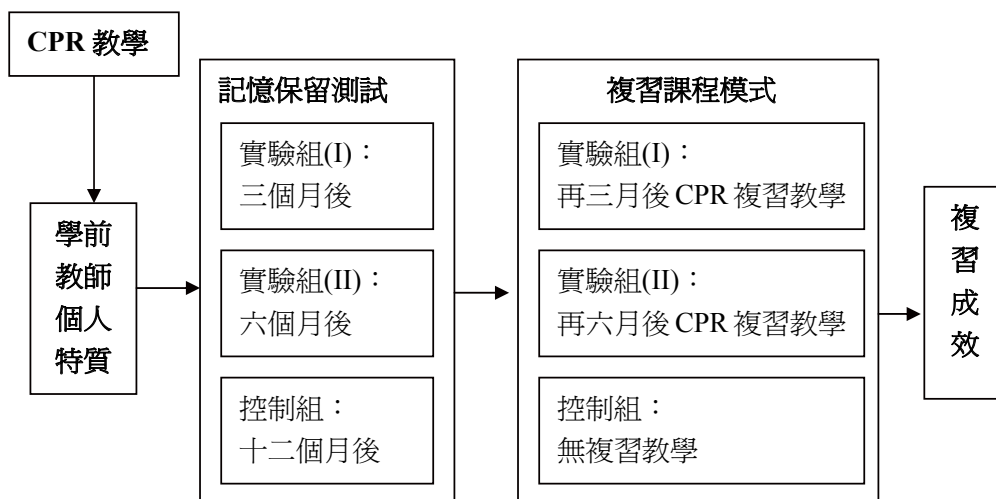 CPR 教學
學前
教師
個人
特質
記憶保留測試
實驗組(I)：
三個月後
實驗組(II)：
六個月後
控制組：
十二個月後
複習課程模式
實驗組(I)：
再三月後 CPR 複習教學
實驗組(II)：
再六月後 CPR 複習教學
控制組：
無複習教學
複
習
成
效